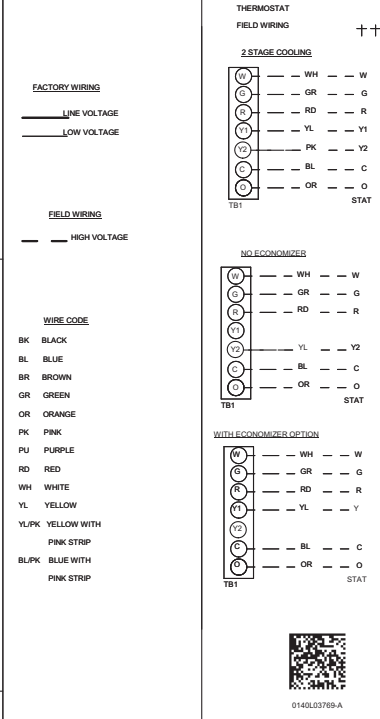 FACTORY WIRING
LINE VOLTAGE
LOW VOLTAGE
FIELD WIRING
HIGH VOLTAGE
WIRE CODE
BK BLACK
BL BLUE
BR BROWN
GR GREEN
OR ORANGE
PK PINK
PU PURPLE
RD RED
WH WHITE
YL YELLOW
YL/PK YELLOW WITH
PINK STRIP
BL/PK BLUE WITH
PINK STRIP
THERMOSTAT
FIELD WIRING ††
2 STAGE COOLING
W WH W
G GR G
R RD R
Y1 YL Y1
Y2 PK Y2
C BL C
O OR O
TB1 STAT
NO ECONOMIZER
W WH W
G GR G
R RD R
Y1
Y2 YL Y2
C BL C
O OR O
TB1 STAT
WITH ECONOMIZER OPTION
W WH W
G GR G
R RD R
Y1 YL Y
Y2
C BL C
O OR O
TB1 STAT
0140L03769-A